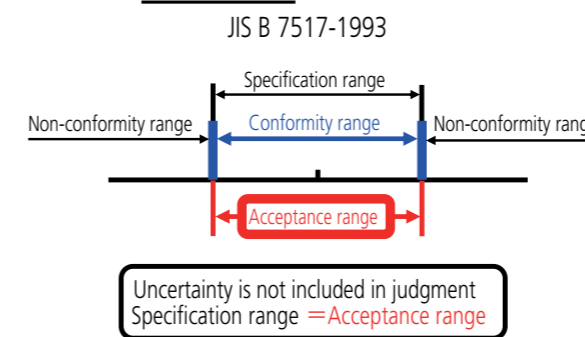 JIS B 7517-1993
Specification range
Non-conformity range
Conformity range
Non-conformity rang
Acceptance range
Uncertainty is not included in judgment
Specification range =Acceptance range